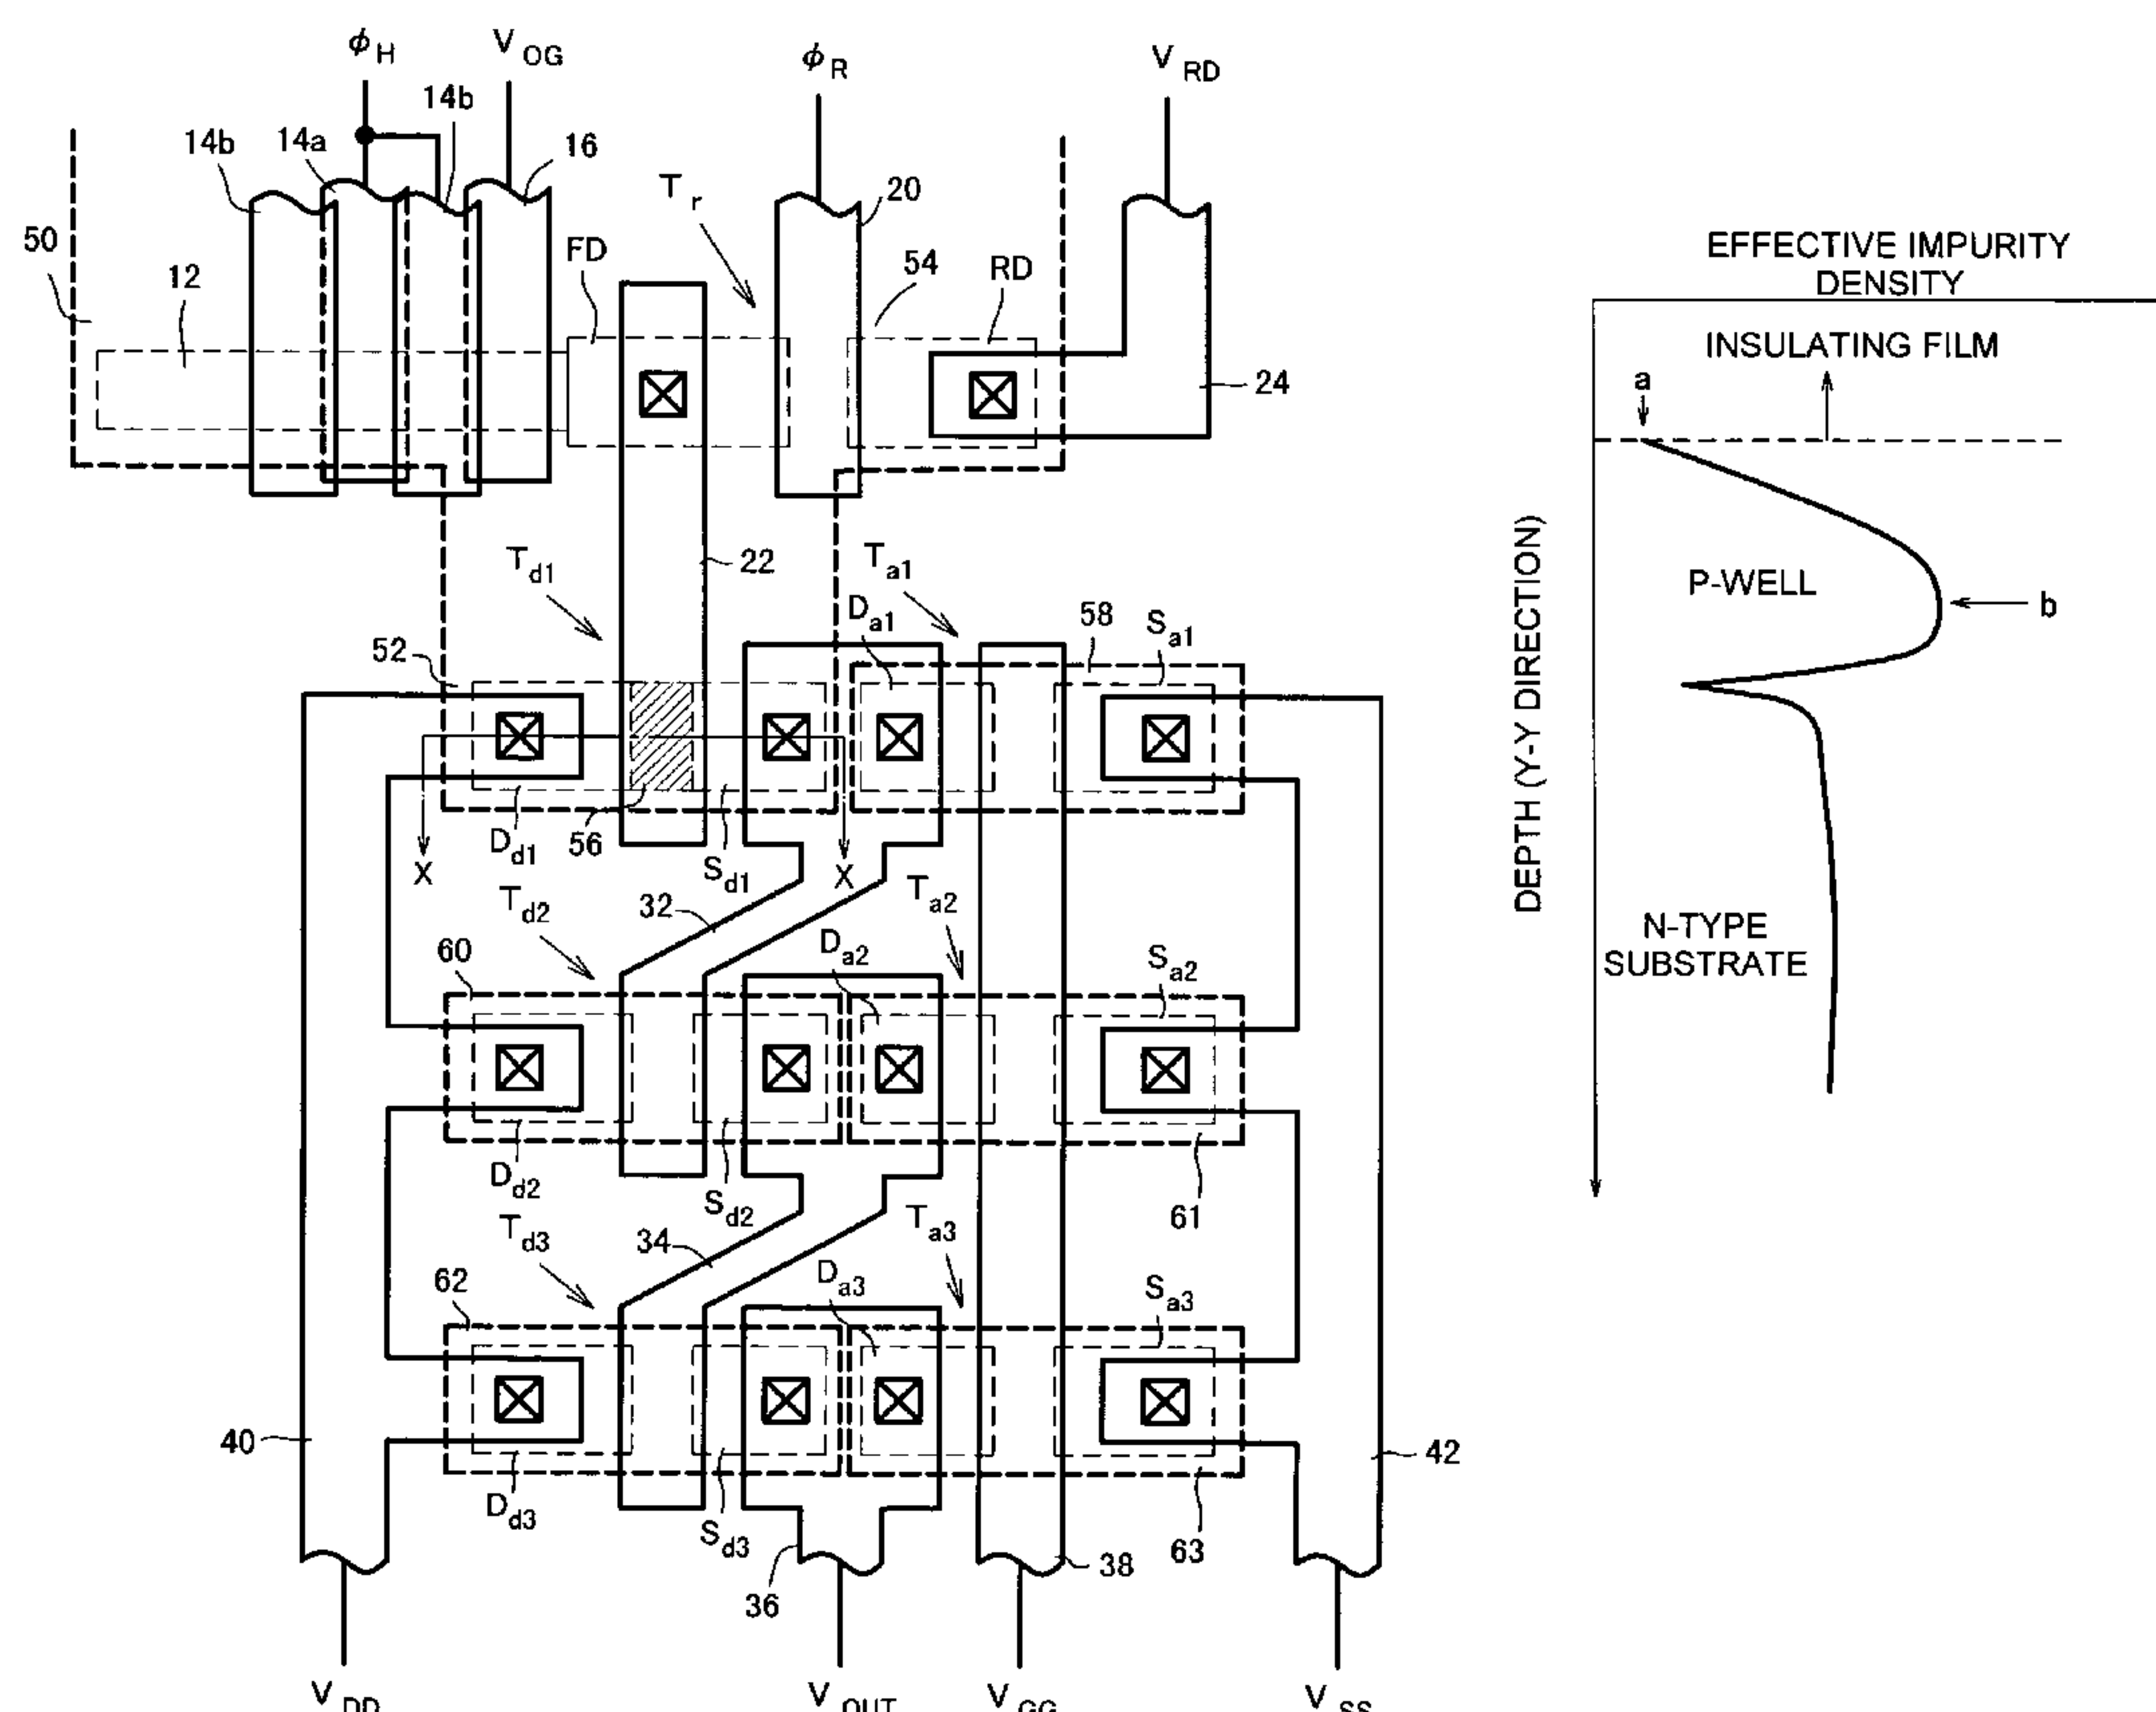 ϕH
VOG
ϕR
VRD
14b
14a
14b
16
Tr
20
50
12
FD
54
RD
24
Td1
22
Ta1
Da1
58
Sa1
52
Dd1
56
Sd1
X
X
Td2
32
Ta2
60
Da2
Sa2
Dd2
Sd2
61
Td3
34
Ta3
62
Da3
Sa3
40
42
Dd3
Sd3
63
36
38
VDD
VOUT
VGG
VSS
EFFECTIVE IMPURITY
DENSITY
INSULATING FILM
a
P-WELL
b
DEPTH (Y-Y DIRECTION)
N-TYPE
SUBSTRATE